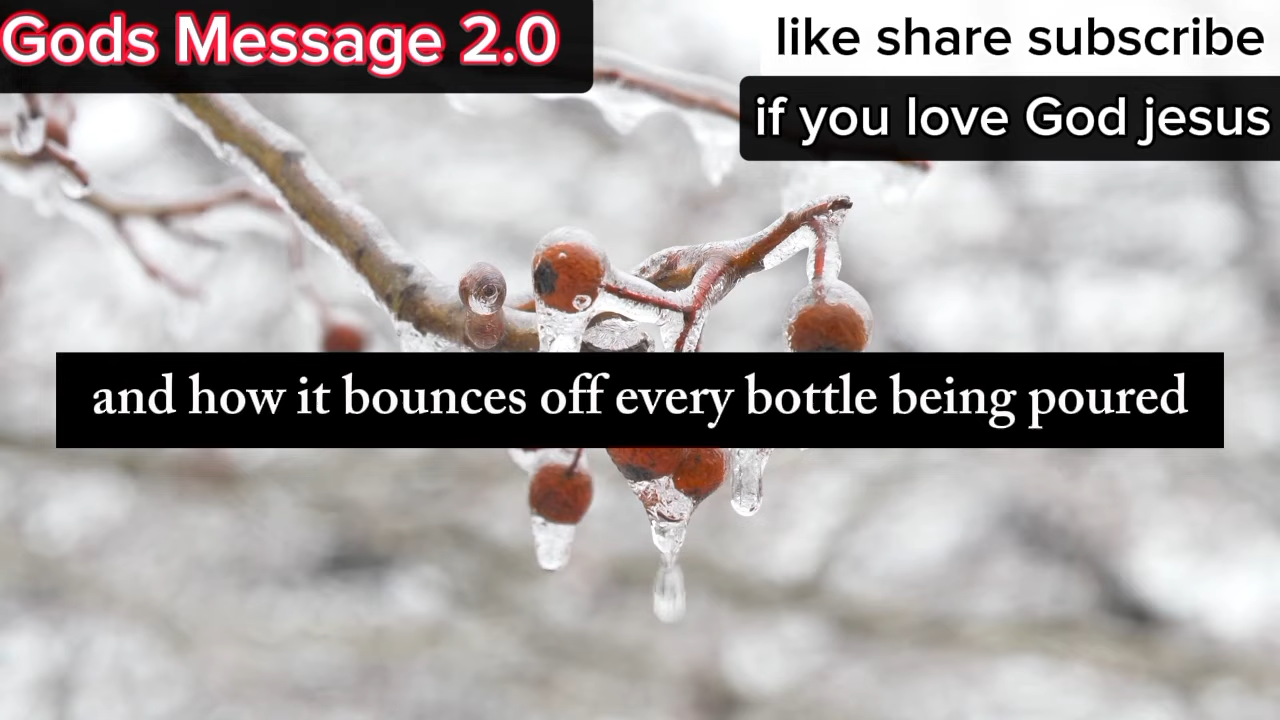 Gods Message 2.0
like share subscribe
if you love God jesus
and how it bounces off every bottle being poured